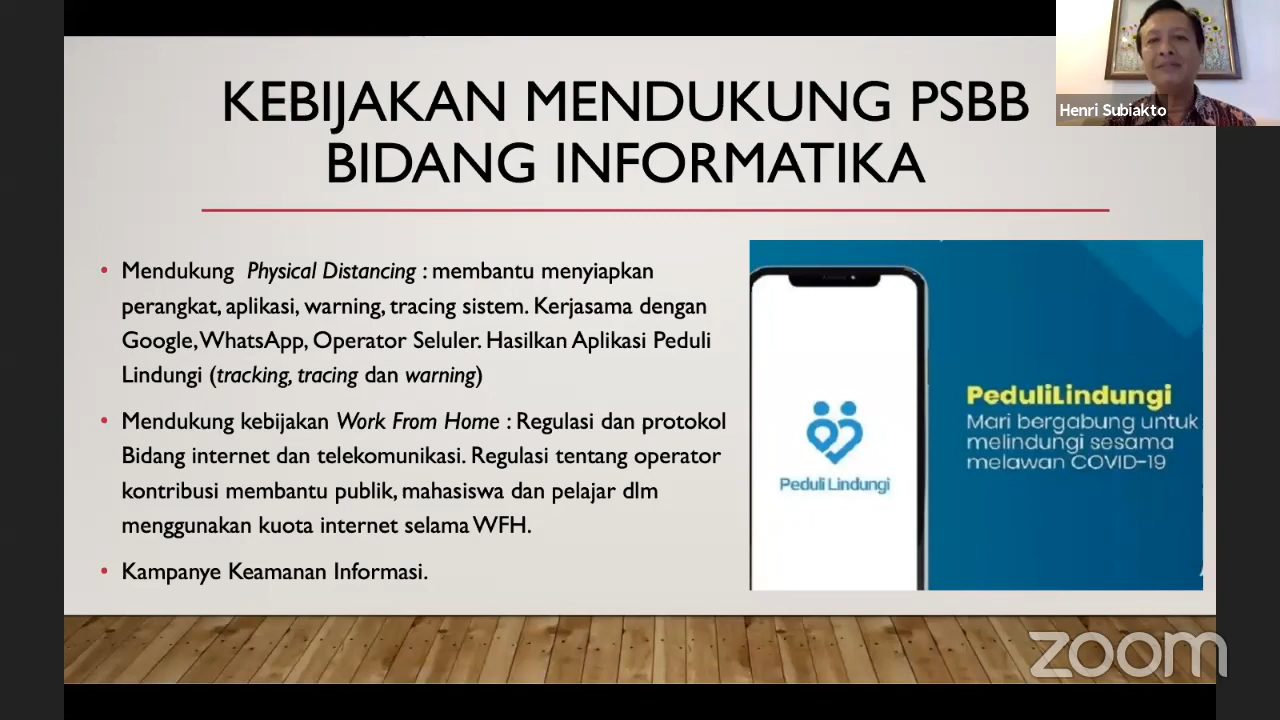 KEBIJAKAN MENDUKUNG PSBB
BIDANG INFORMATIKA
Henri Subiakto
• Mendukung Physical Distancing : membantu menyiapkan
perangkat, aplikasi, warning, tracing sistem. Kerjasama dengan
Google, WhatsApp, Operator Seluler. Hasilkan Aplikasi Peduli
Lindungi (tracking, tracing dan warning)
• Mendukung kebijakan Work From Home : Regulasi dan protokol
Bidang internet dan telekomunikasi. Regulasi tentang operator
kontribusi membantu publik, mahasiswa dan pelajar dlm
menggunakan kuota internet selama WFH.
• Kampanye Keamanan Informasi.
Peduli Lindungi
PeduliLindungi
Mari bergabung untuk
melindungi sesama
melawan COVID-19
zoom